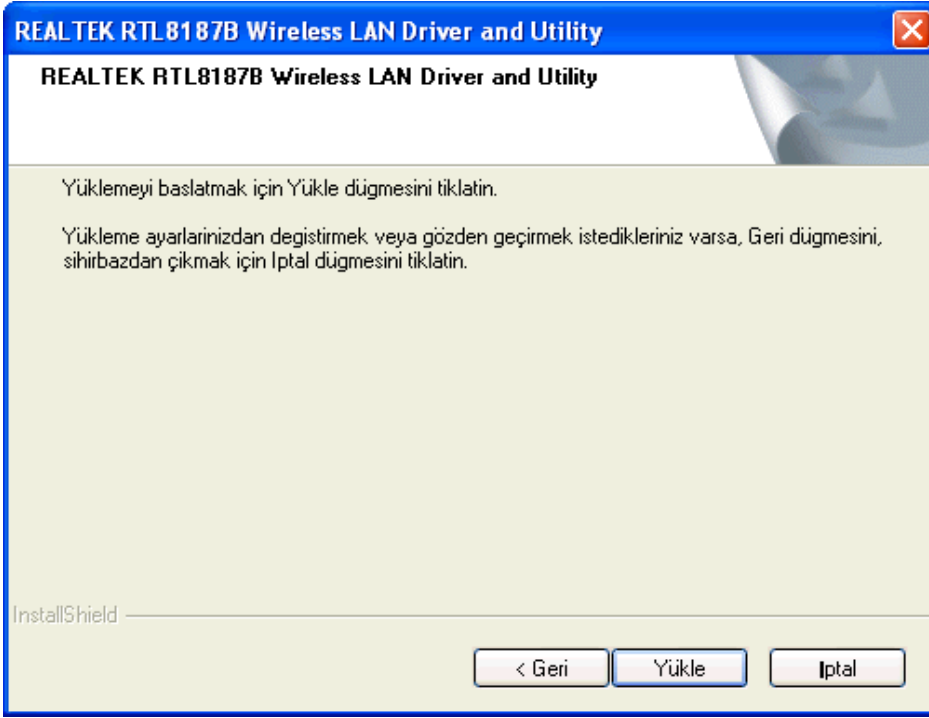 REALTEK RTL8187B Wireless LAN Driver and Utility
REALTEK RTL8187B Wireless LAN Driver and Utility
Yüklemeyi baslatmak için Yükle dügmesini tiklatin.
Yükleme ayarlarinizdan degistirmek veya gözden geçirmek istedikleriniz varsa, Geri dügmesini,
sihirbazdan çikmak için Iptal dügmesini tiklatin.
InstallShield
< Geri
Yükle
Iptal